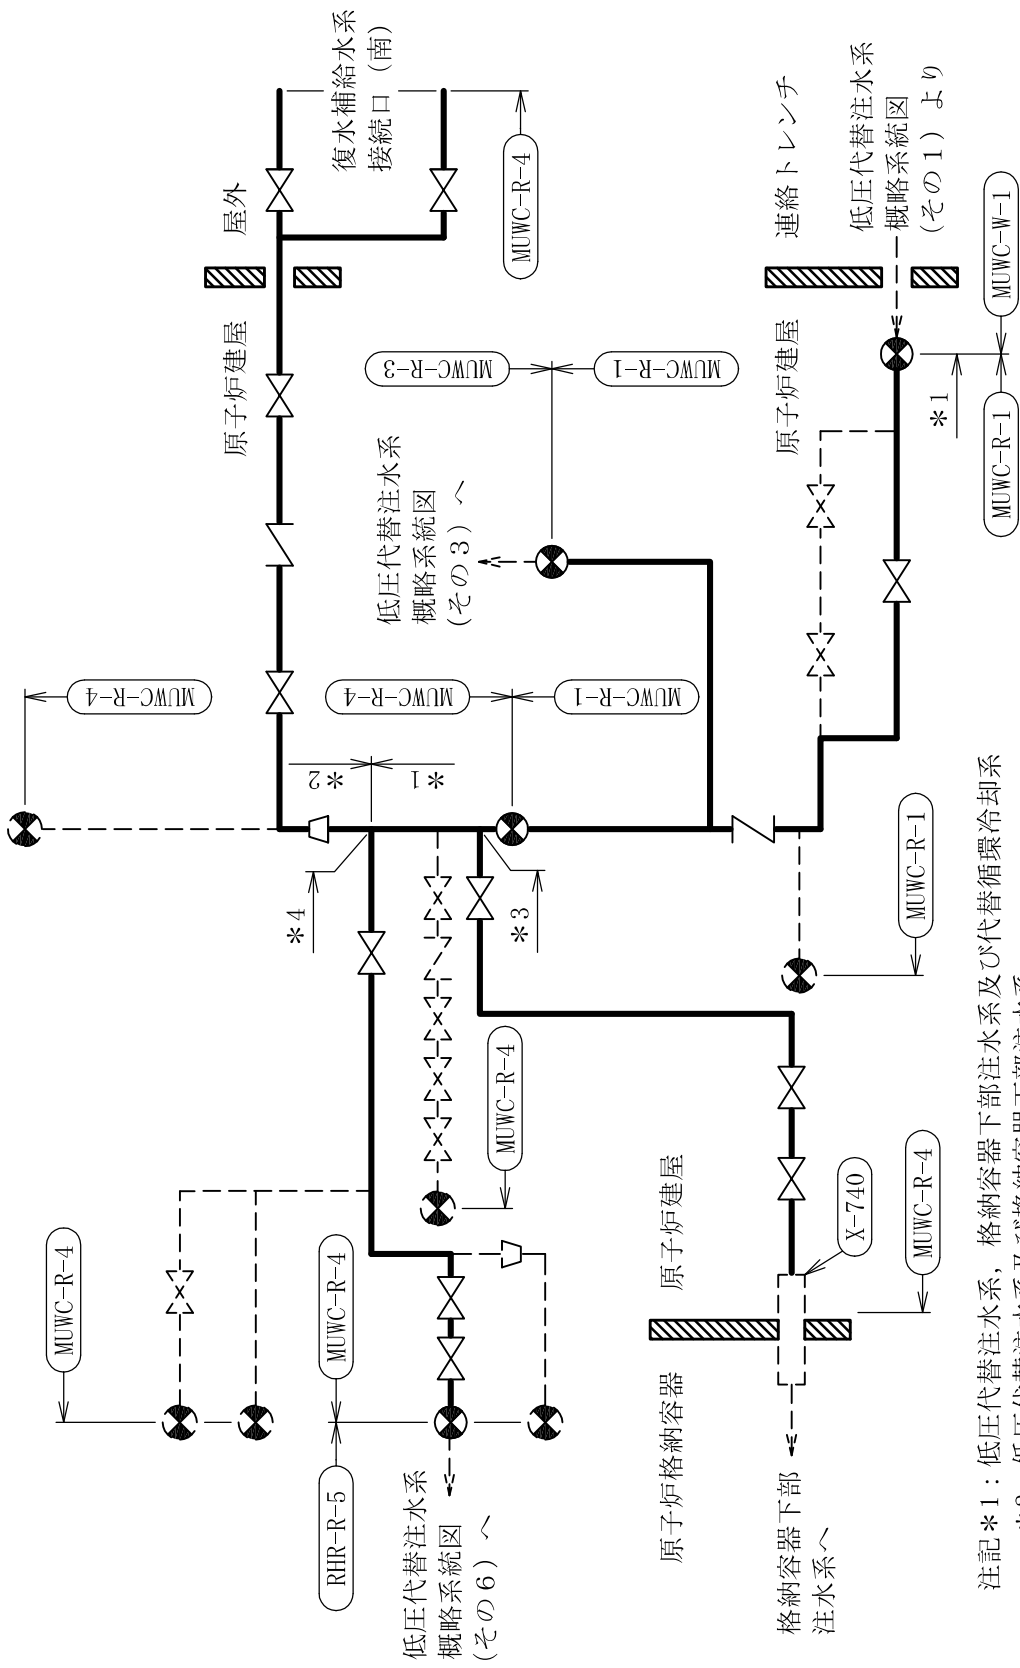 MUWC-R-4
MUWC-R-4
復水補給水系
接続口（南）
屋外
原子炉建屋
MUWC-R-4
RHR-R-5
MUWC-R-4
*2
*1
*4
MUWC-R-4
MUWC-R-1
MUWC-R-3
MUWC-R-1
MUWC-R-4
低圧代替注水系
概略系統図
(その3) へ
*3
MUWC-R-4
低圧代替注水系
概略系統図
(その6) へ
原子炉格納容器
原子炉建屋
原子炉建屋
連絡トレンチ
格納容器下部
注水系へ
X-740
MUWC-R-4
MUWC-R-1
低圧代替注水系
概略系統図
(その1) より
*1
MUWC-R-1
MUWC-W-1
注記*1：低圧代替注水系，格納容器下部注水系及び代替循環冷却系